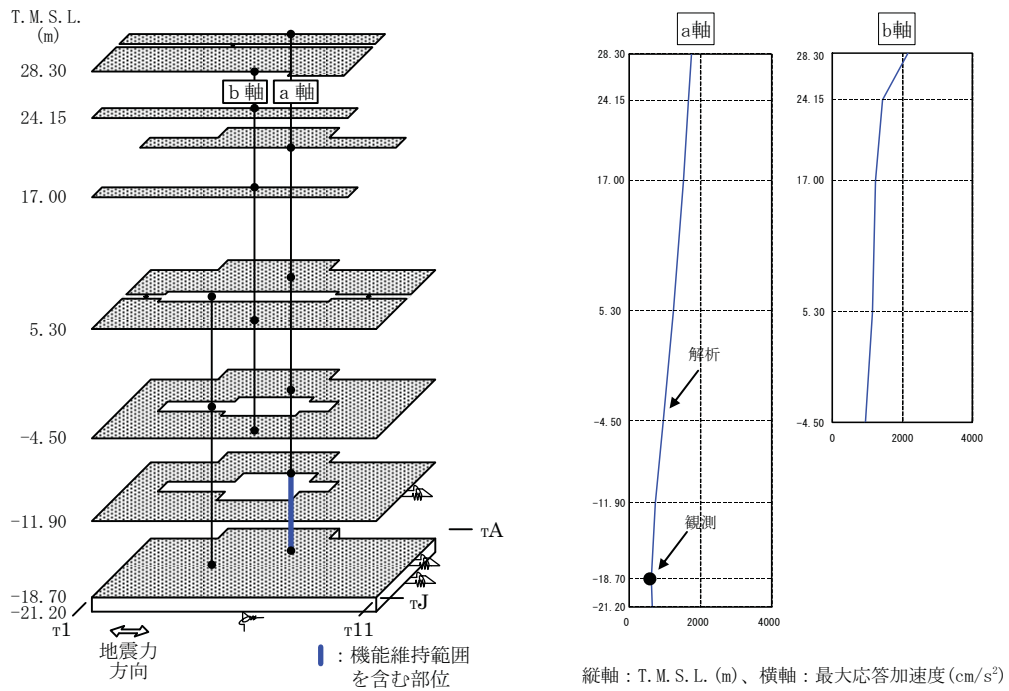 T.M.S.L.
(m)
28.30
24.15
17.00
5.30
-4.50
-11.90
-18.70
-21.20
b軸
a軸
TA
TJ
T1
T11
地震力
方向
：機能維持範囲
を含む部位
a軸
28.30
24.15
17.00
5.30
-4.50
-11.90
-18.70
-21.20
解析
観測
0
2000
4000
b軸
28.30
24.15
17.00
5.30
-4.50
0
2000
4000
縦軸：T.M.S.L.(m)、横軸：最大応答加速度(cm/s²)